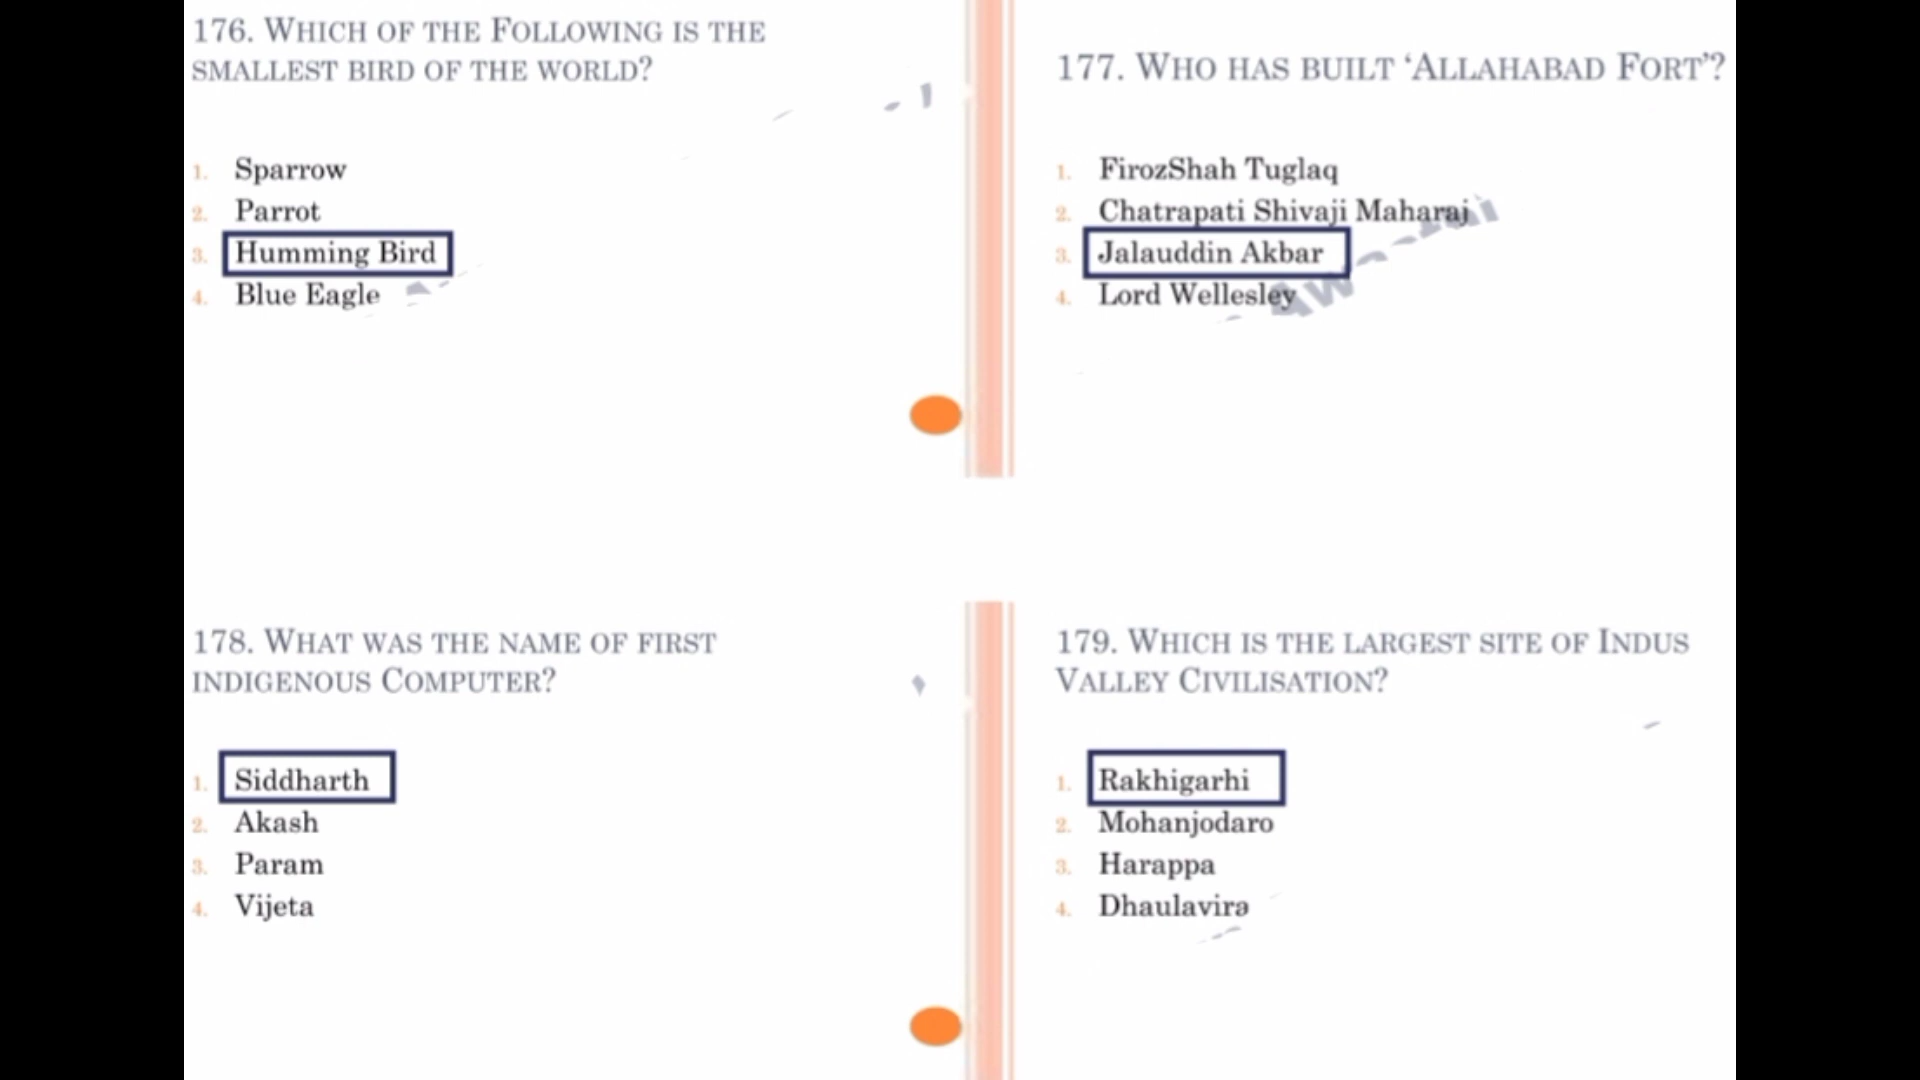 176. WHICH OF THE FOLLOWING IS THE
SMALLEST BIRD OF THE WORLD?
1. Sparrow
2. Parrot
3. Humming Bird
4. Blue Eagle
177. WHO HAS BUILT ‘ALLAHABAD FORT’?
1. FirozShah Tuglaq
2. Chatrapati Shivaji Maharaj
3. Jalauddin Akbar
4. Lord Wellesley
178. WHAT WAS THE NAME OF FIRST
INDIGENOUS COMPUTER?
1. Siddharth
2. Akash
3. Param
4. Vijeta
179. WHICH IS THE LARGEST SITE OF INDUS
VALLEY CIVILISATION?
1. Rakhigarhi
2. Mohanjodaro
3. Harappa
4. Dhaulavira